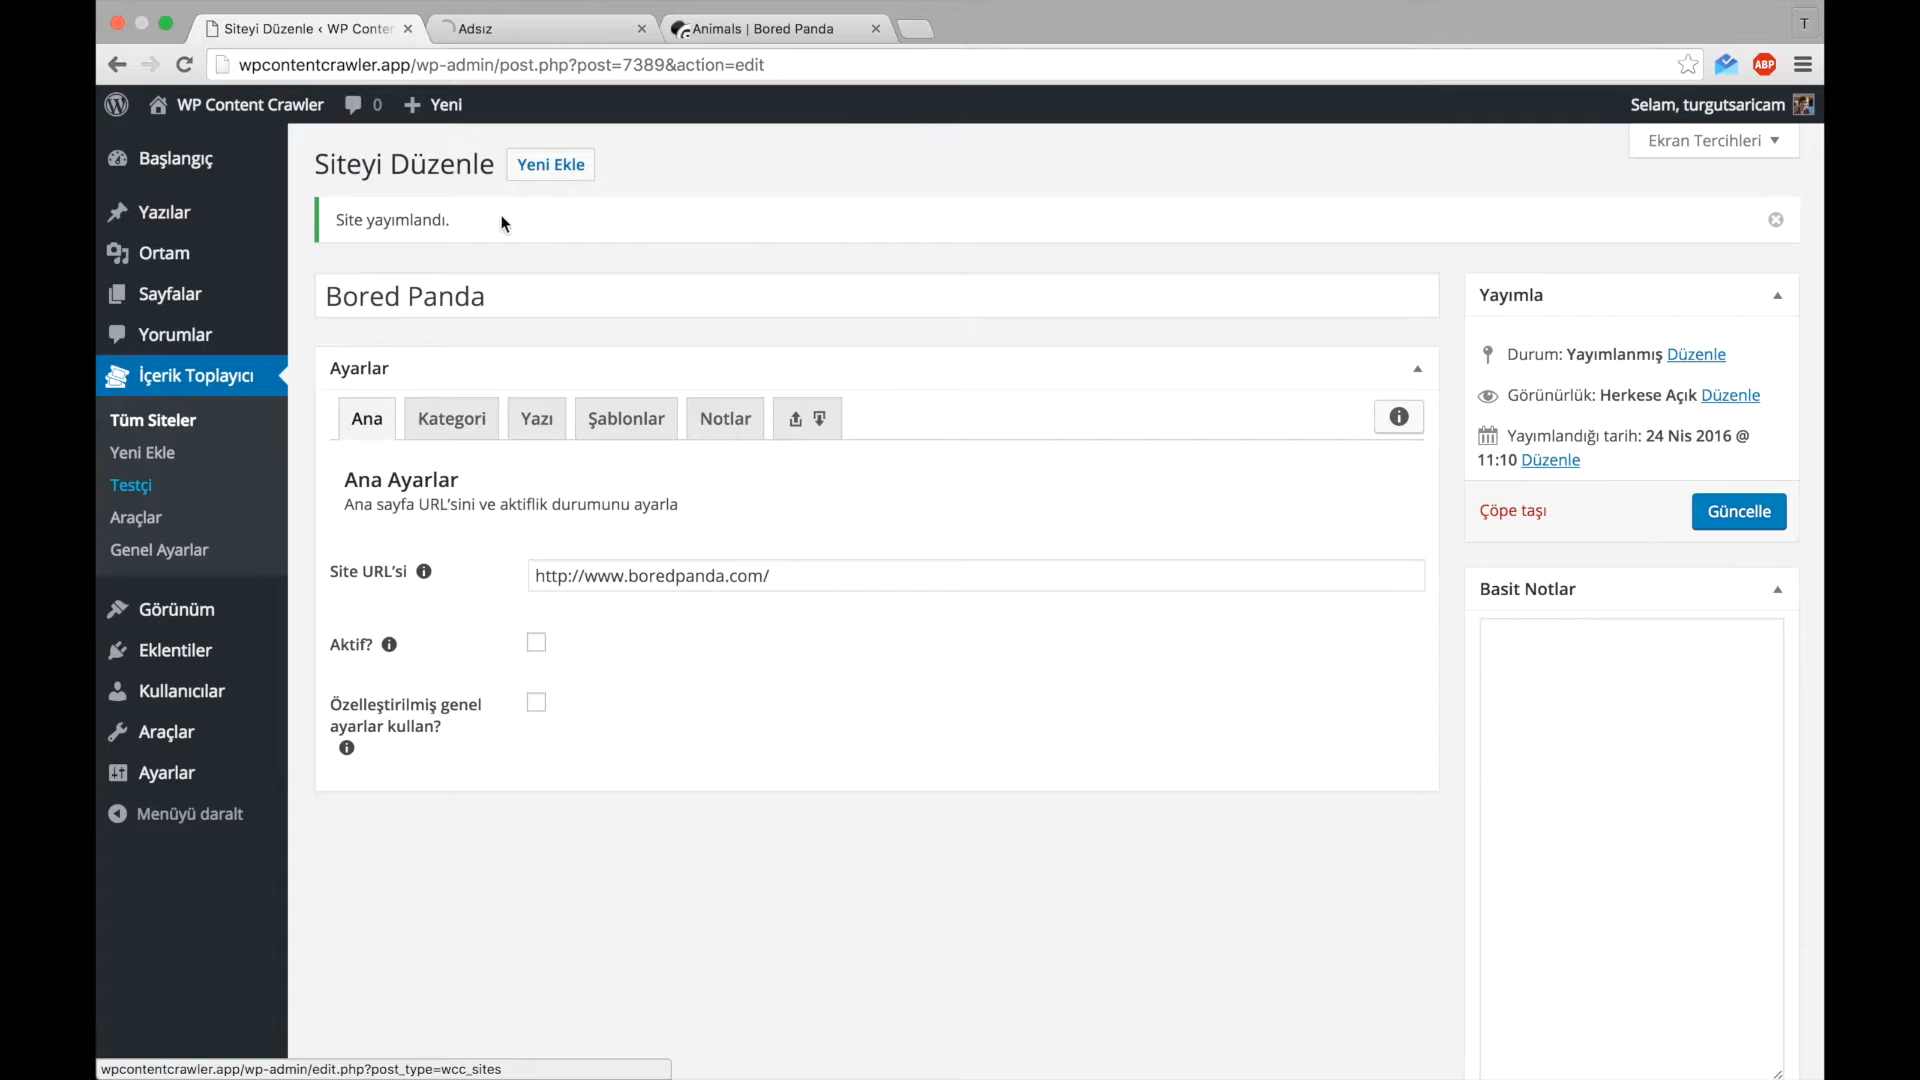 Siteyi Düzenle ‹ WP Conter
Adsız
Animals | Bored Panda
T
wpcontentcrawler.app/wp-admin/post.php?post=7389&action=edit
ABP
WP Content Crawler
0
Yeni
Selam, turgutsaricam
Ekran Tercihleri
Başlangıç
Yazılar
Ortam
Sayfalar
Yorumlar
İçerik Toplayıcı
Tüm Siteler
Yeni Ekle
Testçi
Araçlar
Genel Ayarlar
Görünüm
Eklentiler
Kullanıcılar
Araçlar
Ayarlar
Menüyü daralt
Siteyi Düzenle
Yeni Ekle
Site yayımlandı.
Bored Panda
Ayarlar
Ana
Kategori
Yazı
Şablonlar
Notlar
Ana Ayarlar
Ana sayfa URL'sini ve aktiflik durumunu ayarla
Site URL'si
http://www.boredpanda.com/
Aktif?
Özelleştirilmiş genel
ayarlar kullan?
Yayımla
Durum: Yayımlanmış Düzenle
Görünürlük: Herkese Açık Düzenle
Yayımlandığı tarih: 24 Nis 2016 @
11:10 Düzenle
Çöpe taşı
Güncelle
Basit Notlar
wpcontentcrawler.app/wp-admin/edit.php?post_type=wcc_sites